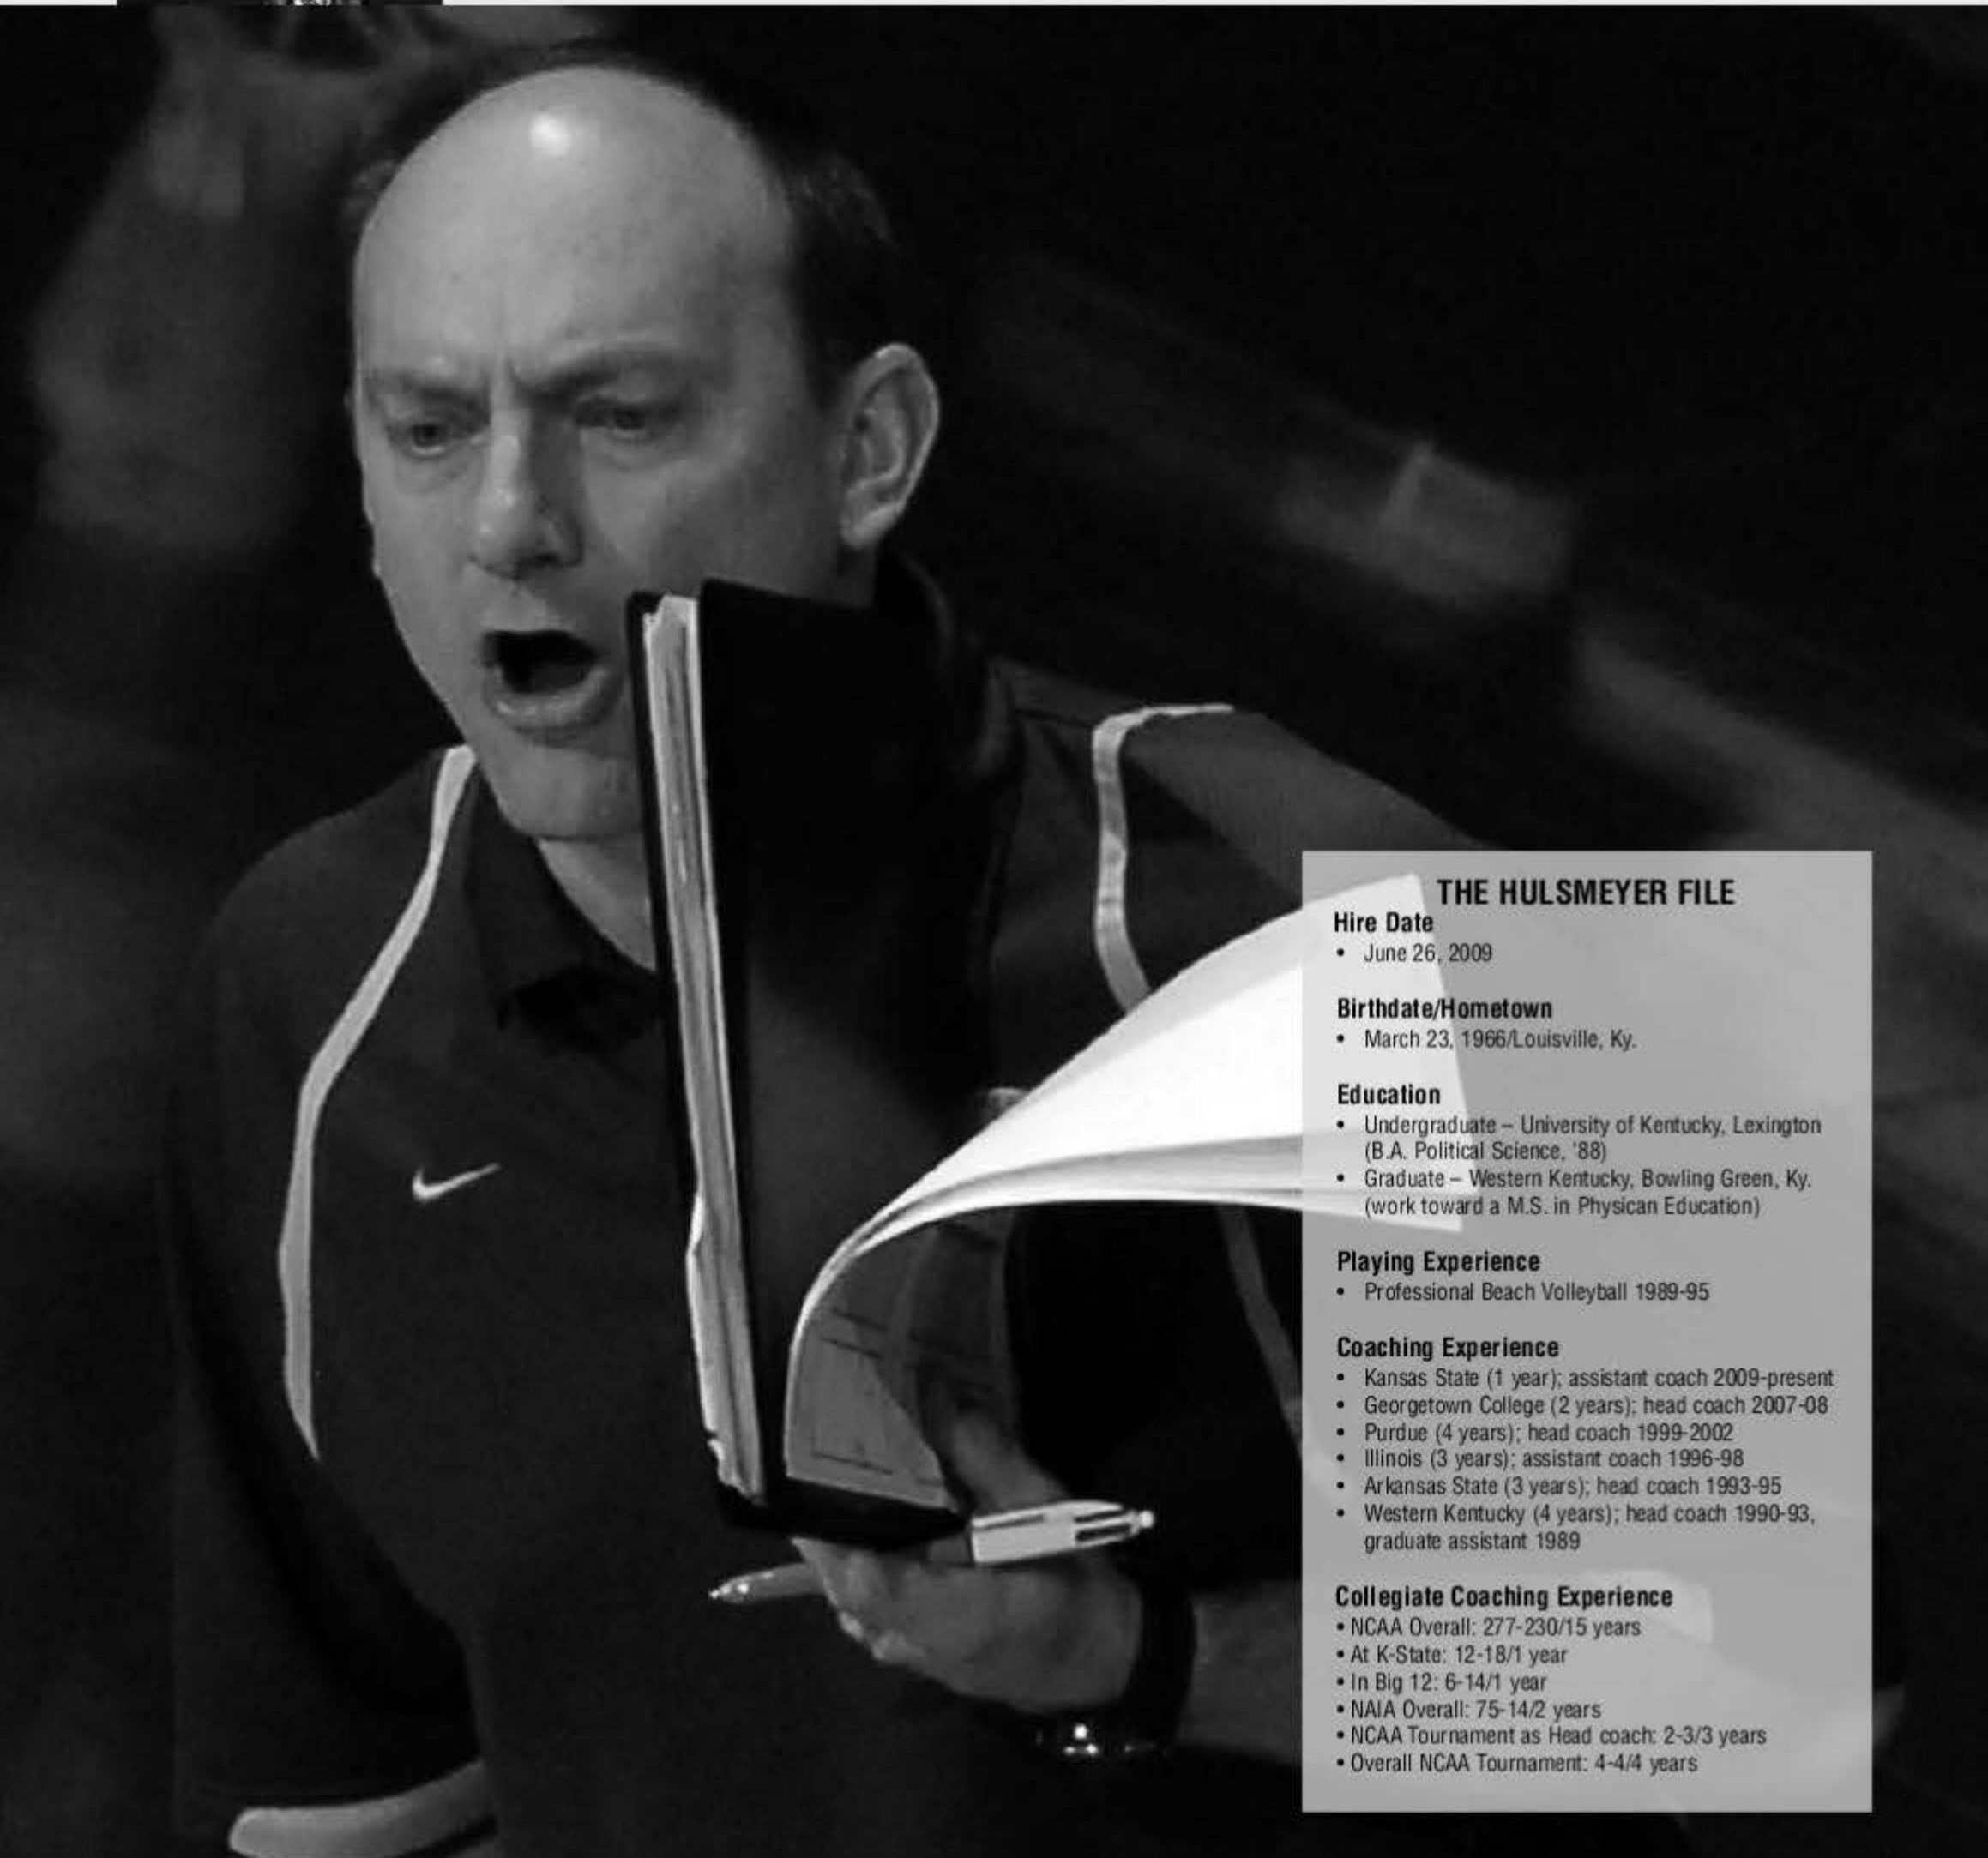 THE HULSMEYER FILE
Hire Date
• June 26, 2009
Birthdate/Hometown
• March 23, 1966/Louisville, Ky.
Education
• Undergraduate – University of Kentucky, Lexington
(B.A. Political Science, '88)
• Graduate – Western Kentucky, Bowling Green, Ky.
(work toward a M.S. in Physican Education)
Playing Experience
• Professional Beach Volleyball 1989-95
Coaching Experience
• Kansas State (1 year); assistant coach 2009-present
• Georgetown College (2 years); head coach 2007-08
• Purdue (4 years); head coach 1999-2002
• Illinois (3 years); assistant coach 1996-98
• Arkansas State (3 years); head coach 1993-95
• Western Kentucky (4 years); head coach 1990-93,
graduate assistant 1989
Collegiate Coaching Experience
• NCAA Overall: 277-230/15 years
• At K-State: 12-18/1 year
• In Big 12: 6-14/1 year
• NAIA Overall: 75-14/2 years
• NCAA Tournament as Head coach: 2-3/3 years
• Overall NCAA Tournament: 4-4/4 years